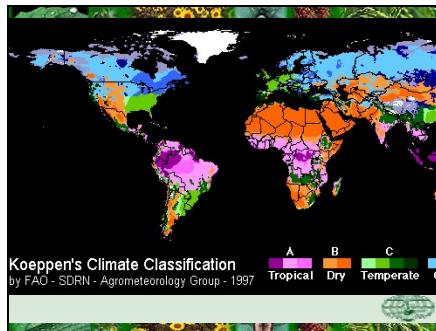 Koeppen's Climate Classification
by FAO - SDRN - Agrometeorology Group - 1997
A B C
Tropical Dry Temperate